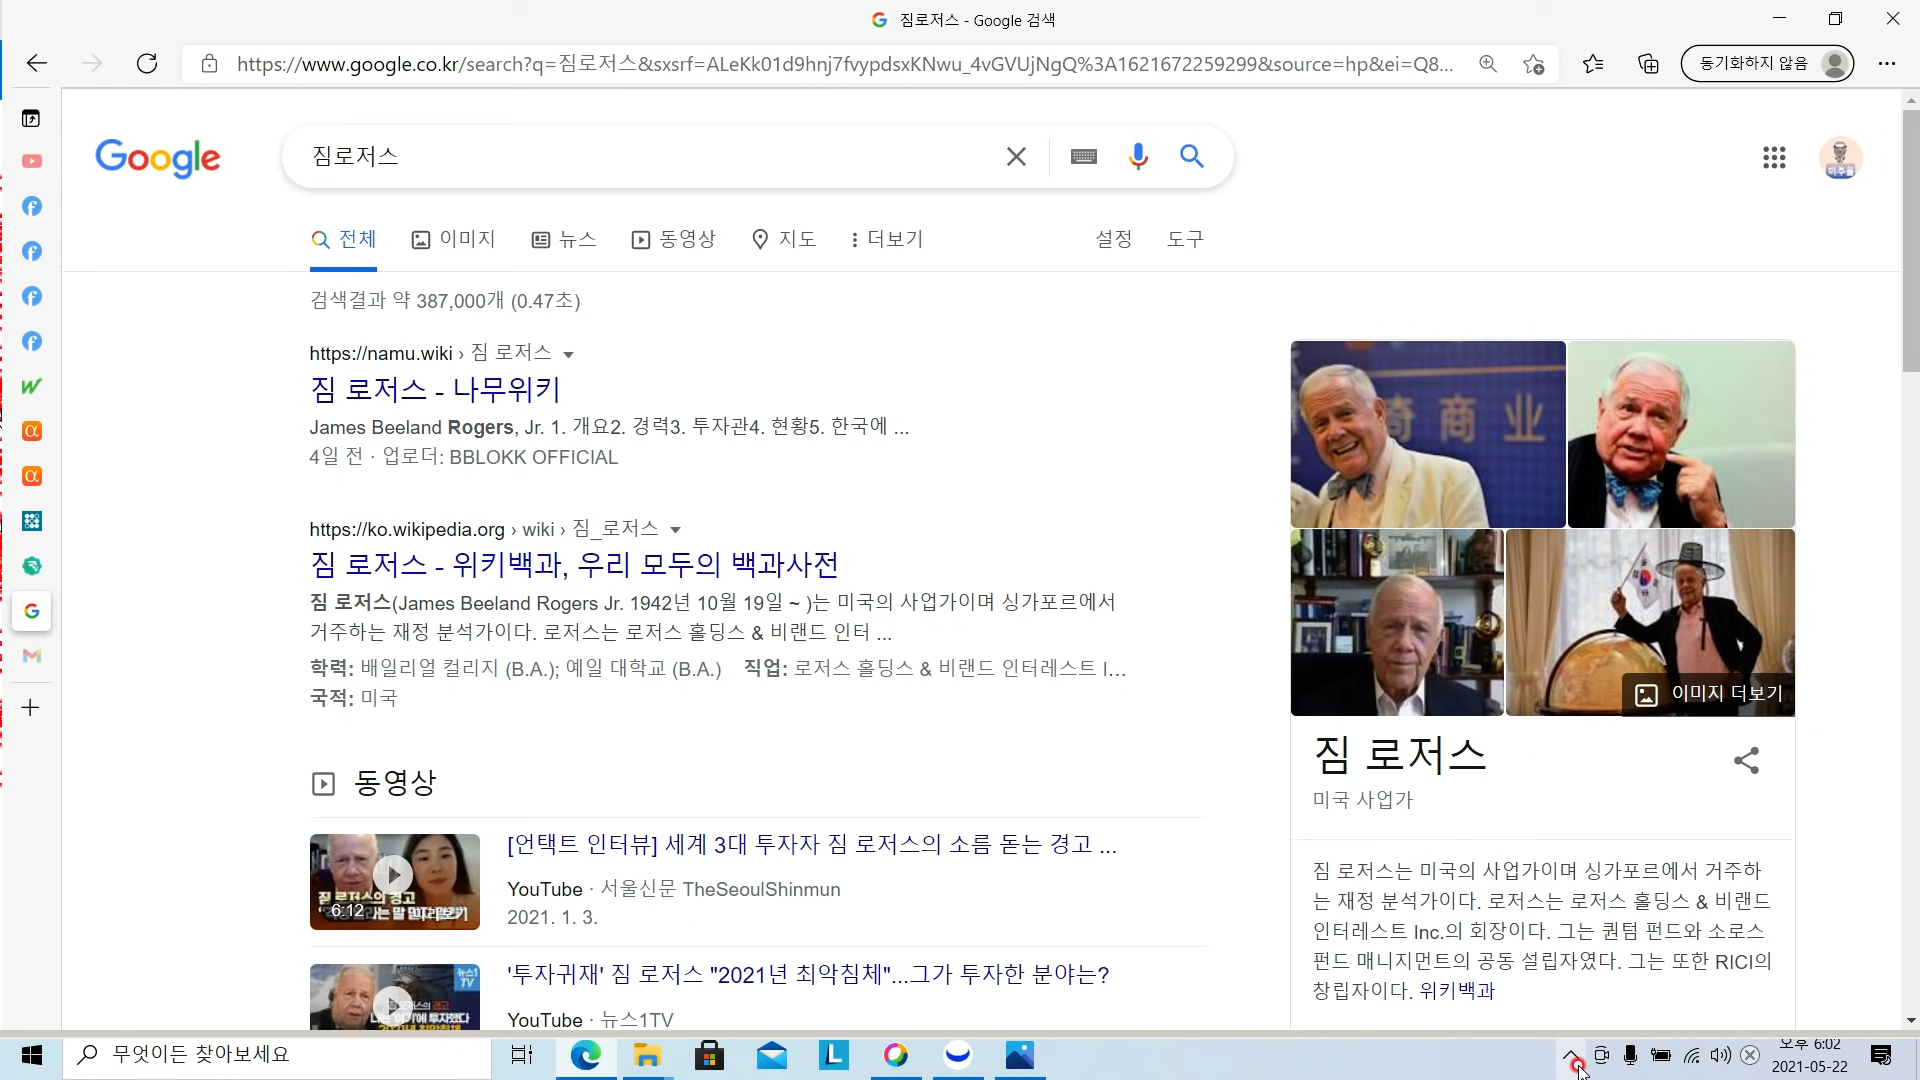 짐로저스 - Google 검색
https://www.google.co.kr/search?q=짐로저스&sxsrf=ALeKk01d9hnj7fvypdsxKNwu_4vGVUjNgQ%3A1621672259299&source=hp&ei=Q8...
동기화하지 않음
Google
짐로저스
미주율
전체 이미지 뉴스 동영상 지도 더보기 설정 도구
검색결과 약 387,000개 (0.47초)
https://namu.wiki › 짐 로저스
짐 로저스 - 나무위키
James Beeland Rogers, Jr. 1. 개요2. 경력3. 투자관4. 현황5. 한국에 ...
4일 전 · 업로더: BBLOKK OFFICIAL
https://ko.wikipedia.org › wiki › 짐_로저스
짐 로저스 - 위키백과, 우리 모두의 백과사전
짐 로저스(James Beeland Rogers Jr. 1942년 10월 19일 ~ )는 미국의 사업가이며 싱가포르에서
거주하는 재정 분석가이다. 로저스는 로저스 홀딩스 & 비랜드 인터 ...
학력: 배일리얼 컬리지 (B.A.); 예일 대학교 (B.A.) 직업: 로저스 홀딩스 & 비랜드 인터레스트 I...
국적: 미국
동영상
[언택트 인터뷰] 세계 3대 투자자 짐 로저스의 소름 돋는 경고 ...
YouTube · 서울신문 TheSeoulShinmun
2021. 1. 3.
짐 로저스의 경고
6:12
미리보기
'투자귀재' 짐 로저스 "2021년 최악침체"...그가 투자한 분야는?
YouTube · 뉴스1TV
뉴스1
TV
商 业
이미지 더보기
짐 로저스
미국 사업가
짐 로저스는 미국의 사업가이며 싱가포르에서 거주하
는 재정 분석가이다. 로저스는 로저스 홀딩스 & 비랜드
인터레스트 Inc.의 회장이다. 그는 퀀텀 펀드와 소로스
펀드 매니지먼트의 공동 설립자였다. 그는 또한 RICI의
창립자이다. 위키백과
무엇이든 찾아보세요
오후 6:02
2021-05-22